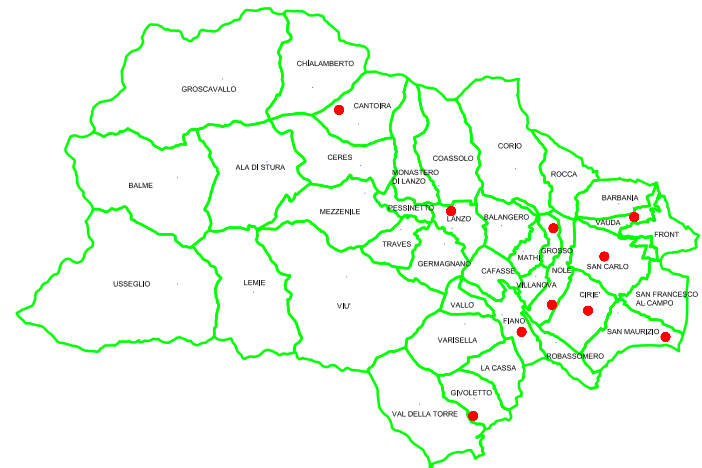 CHIALAMBERTO
GROSCAVALLO
CANTOIRA
CORIO
COASSOLO
CERES
ALA DI STURA
MONASTERO
DI LANZO
ROCCA
BALME
BARBANIA
MEZZENILE
PESSINETTO
LANZO
BALANGERO
VAUDA
FRONT
TRAVES
GROSSO
MATHI
GERMAGNANO
SAN CARLO
CAFASSE
NOLE
USSEGLIO
LEMIE
VILLANOVA
CIRIE'
SAN FRANCESCO
AL CAMPO
VIU'
VALLO
FIANO
SAN MAURIZIO
VARISELLA
ROBASSOMERO
LA CASSA
GIVOLETTO
VAL DELLA TORRE